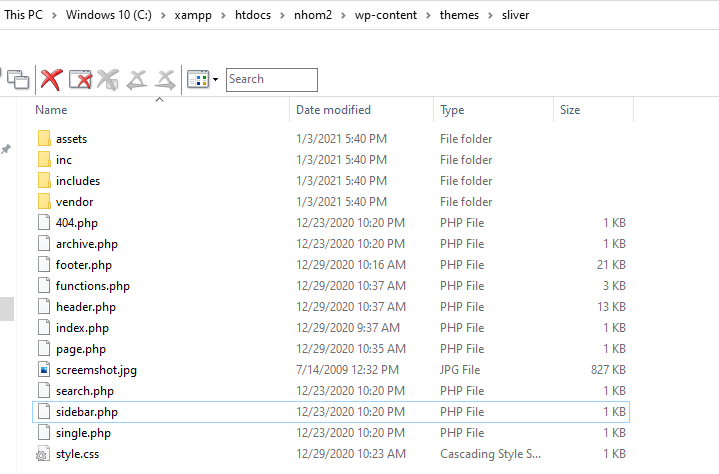 This PC > Windows 10 (C:) > xampp > htdocs > nhom2 > wp-content > themes > sliver
Search
Name Date modified Type Size
assets 1/3/2021 5:40 PM File folder
inc 1/3/2021 5:40 PM File folder
includes 1/3/2021 5:40 PM File folder
vendor 1/3/2021 5:40 PM File folder
404.php 12/23/2020 10:20 PM PHP File 1 KB
archive.php 12/23/2020 10:20 PM PHP File 1 KB
footer.php 12/29/2020 10:16 AM PHP File 21 KB
functions.php 12/29/2020 10:37 AM PHP File 3 KB
header.php 12/29/2020 10:37 AM PHP File 13 KB
index.php 12/29/2020 9:37 AM PHP File 1 KB
page.php 12/29/2020 10:35 AM PHP File 1 KB
screemshot.jpg 7/14/2009 12:32 PM JPG File 827 KB
search.php 12/23/2020 10:20 PM PHP File 1 KB
sidebar.php 12/23/2020 10:20 PM PHP File 1 KB
single.php 12/23/2020 10:20 PM PHP File 1 KB
style.css 12/29/2020 10:23 AM Cascading Style S... 1 KB